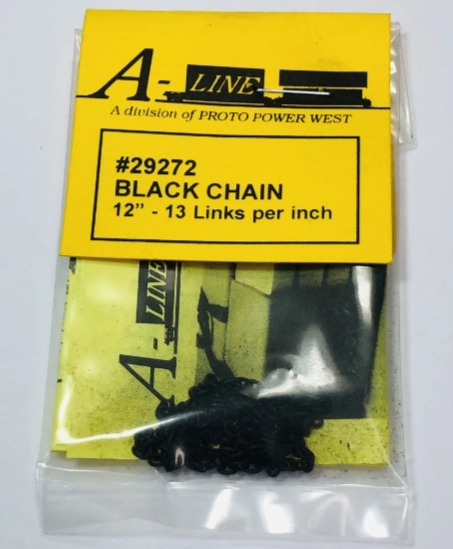 A-LINE
A division of PROTO POWER WEST
#29272
BLACK CHAIN
12” - 13 Links per inch
A-LINE